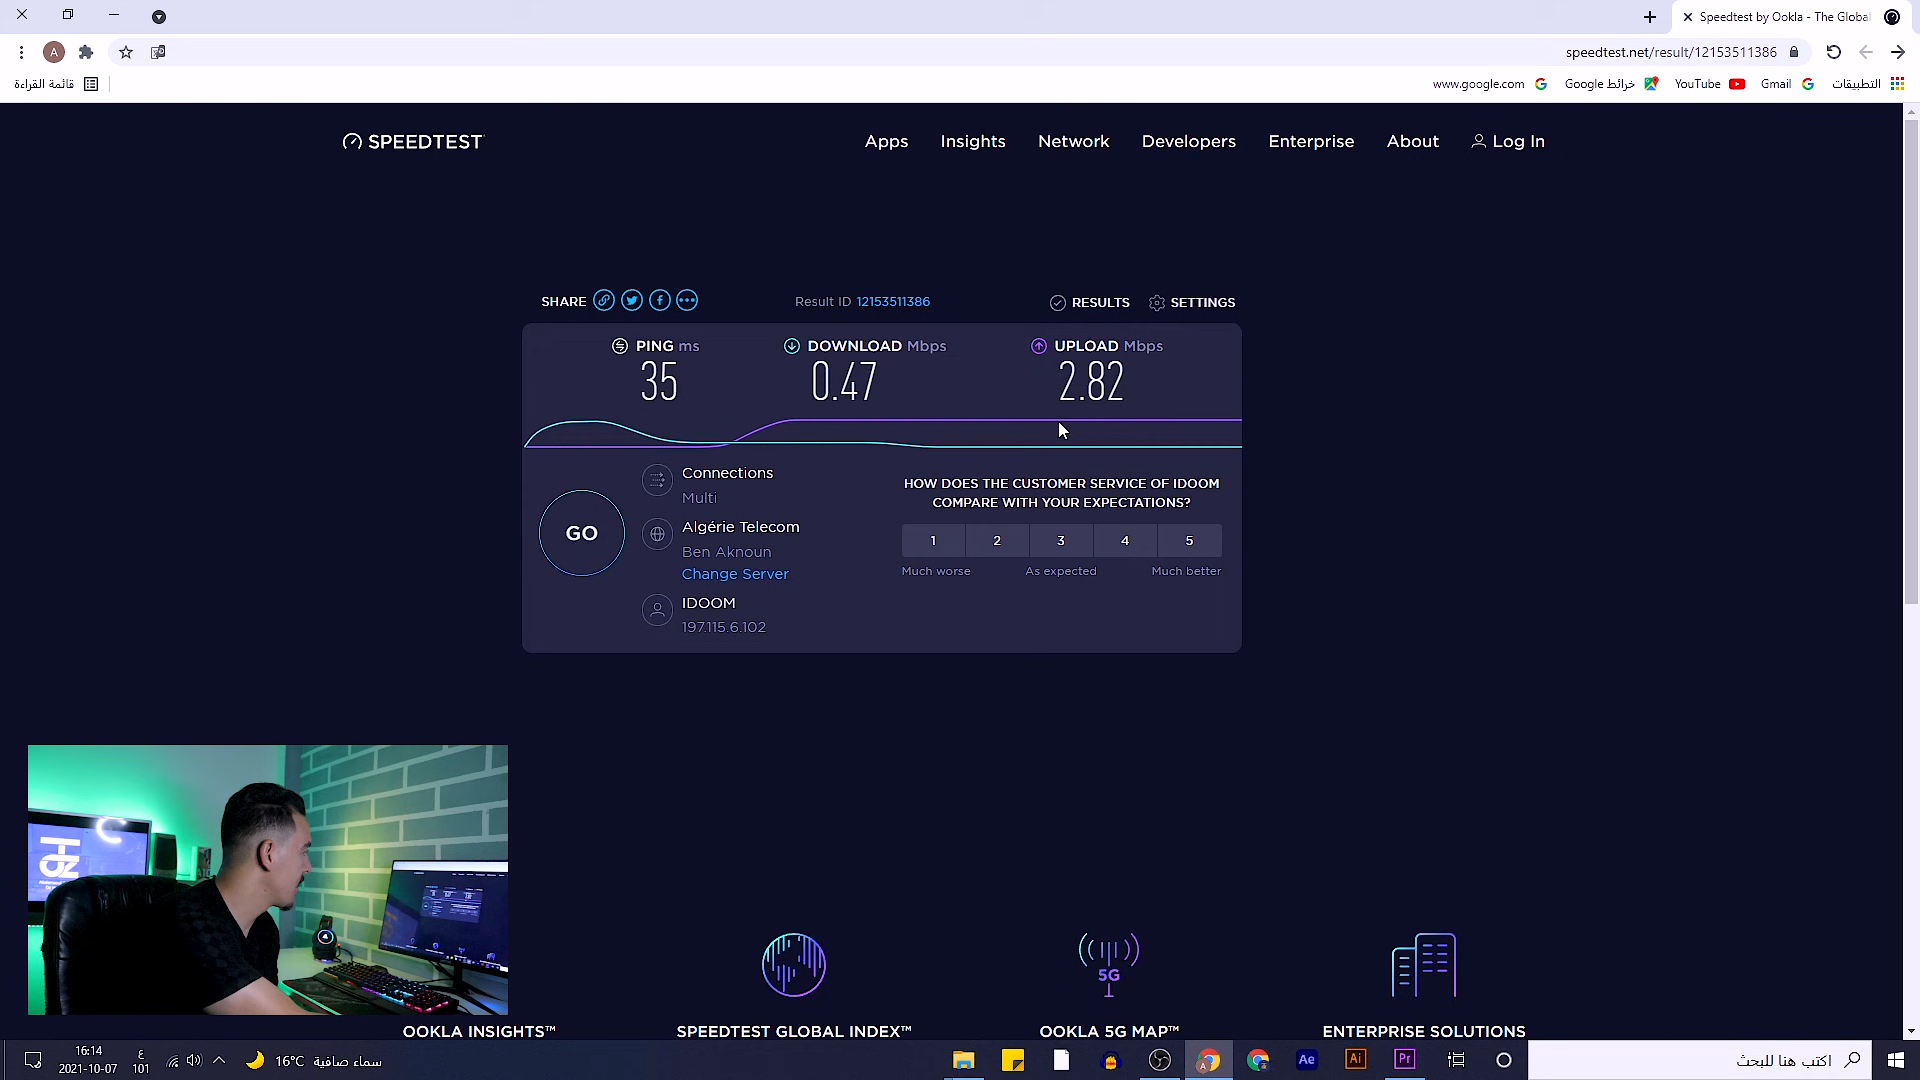 Speedtest by Ookla - The Global
speedtest.net/result/12153511386
A
التطبيقات
Gmail
YouTube
خرائط Google
www.google.com
قائمة القراءة
SPEEDTEST
Apps Insights Network Developers Enterprise About Log In
SHARE
Result ID 12153511386
RESULTS SETTINGS
PING ms
DOWNLOAD Mbps
UPLOAD Mbps
35
0.47
2.82
GO
Connections
Multi
Algérie Telecom
Ben Aknoun
Change Server
IDOOM
197.115.6.102
HOW DOES THE CUSTOMER SERVICE OF IDOOM
COMPARE WITH YOUR EXPECTATIONS?
1 2 3 4 5
Much worse As expected Much better
5G
OOKLA INSIGHTS™
SPEEDTEST GLOBAL INDEX™
OOKLA 5G MAP™
ENTERPRISE SOLUTIONS
16:14
2021-10-07
ع
101
16°C سماء صافية
Ae
Ai
Pr
اكتب هنا للبحث